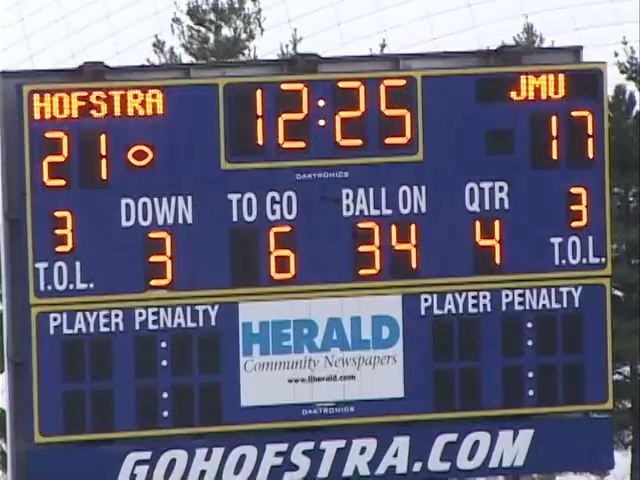 HOFSTRA 12:25 JMU
21 17
DOWN TO GO BALL ON QTR
3 3 6 34 4 3
T.O.L. T.O.L.
DAKTRONICS
PLAYER PENALTY PLAYER PENALTY
HERALD
Community Newspapers
www.liherald.com
DAKTRONICS
GOHOFSTRA.COM